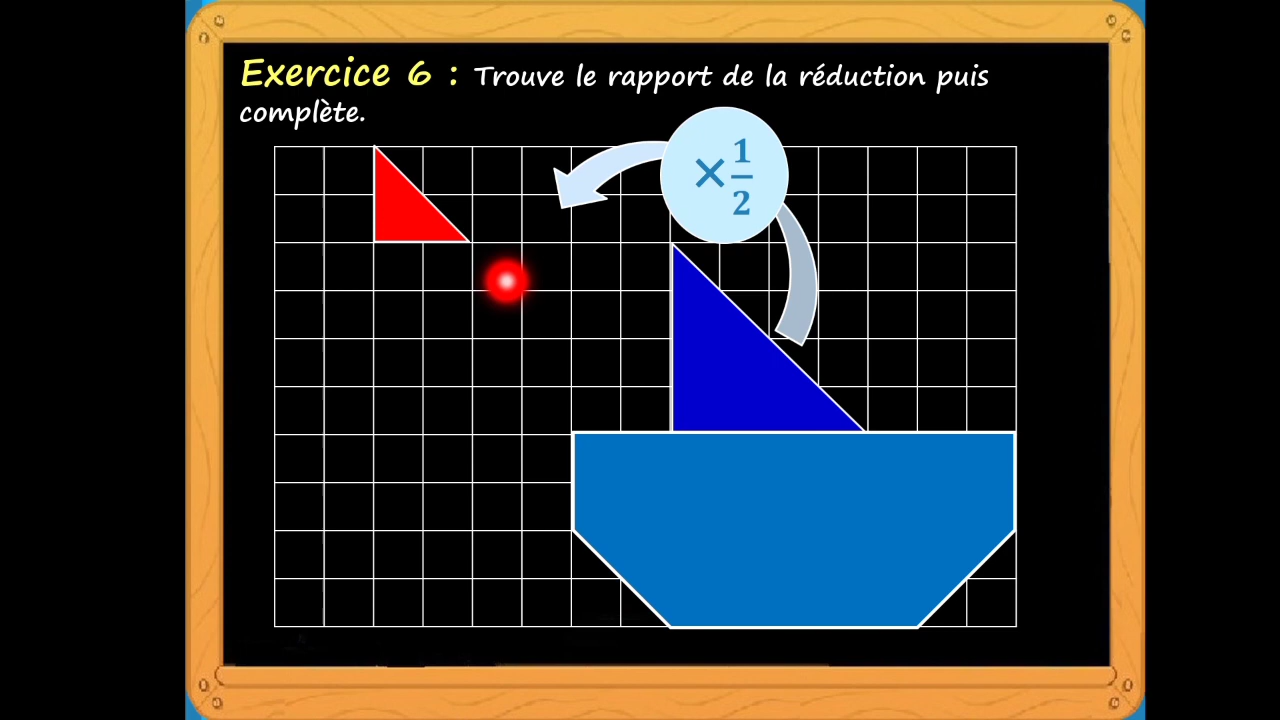 Exercice 6 : Trouve le rapport de la réduction puis
complète.
×1/2